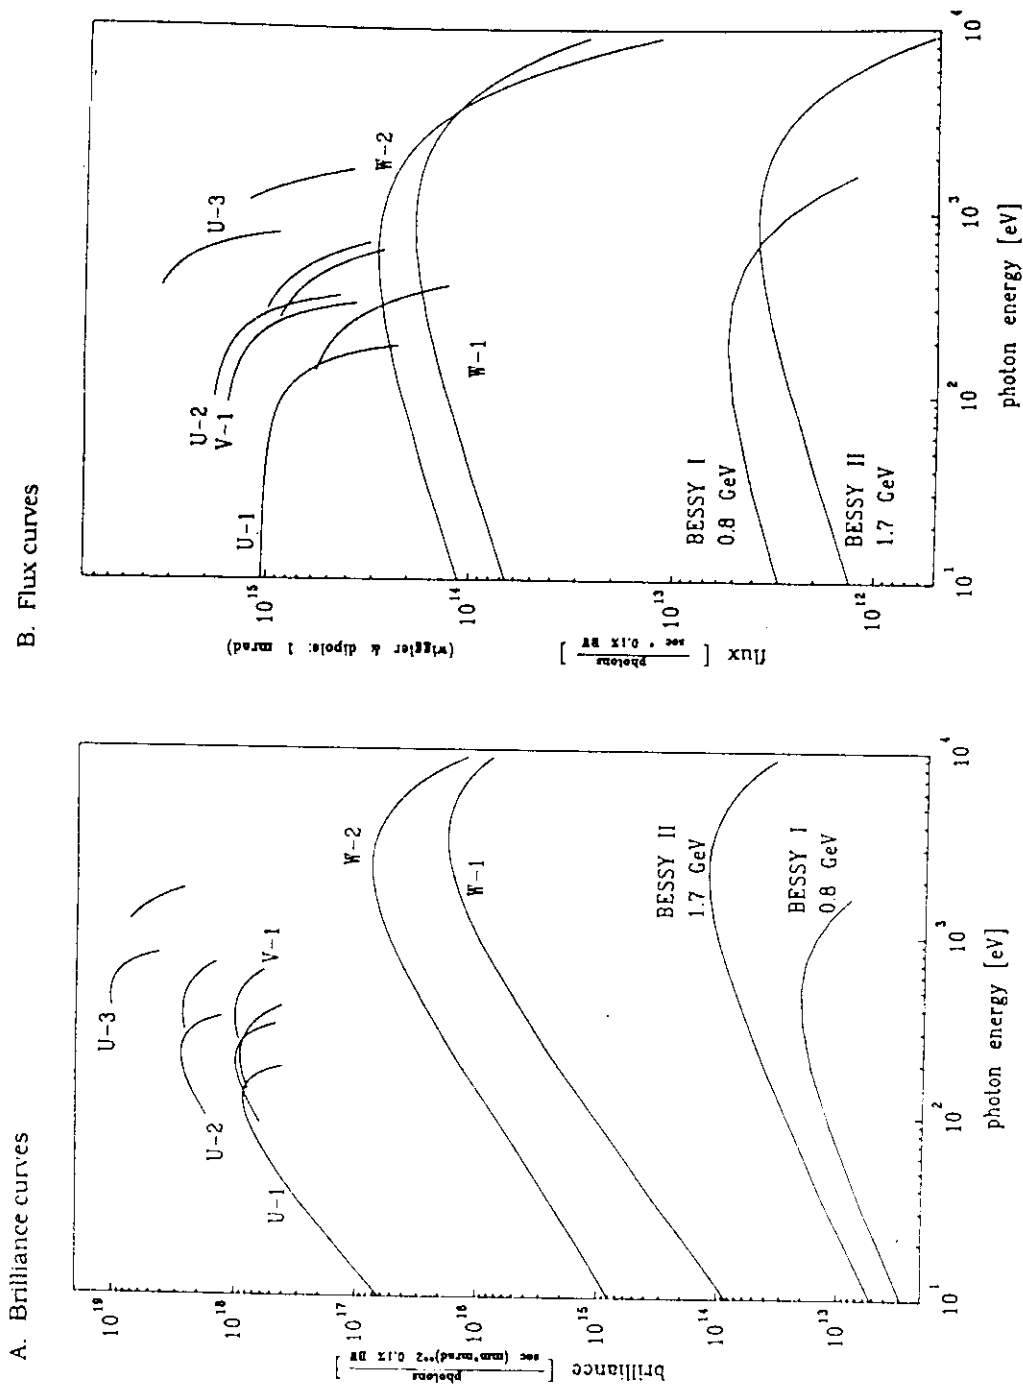 A. Brilliance curves
brilliance [ photons / sec (mm*mrad)**2 0.1% BW ]
10^19
10^18
10^17
10^16
10^15
10^14
10^13
U-3
U-2
V-1
U-1
W-2
W-1
BESSY II
1.7 GeV
BESSY I
0.8 GeV
10^1
10^2
10^3
10^4
photon energy [eV]
B. Flux curves
(wiggler & dipole: 1 mrad)
flux [ photons / sec * 0.1% BW ]
10^15
10^14
10^13
10^12
U-1
U-2
V-1
U-3
W-2
W-1
BESSY I
0.8 GeV
BESSY II
1.7 GeV
10^1
10^2
10^3
10^4
photon energy [eV]